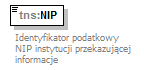 tns:NIP
Identyfikator podatkowy
NIP instytucji przekazującej
informacje